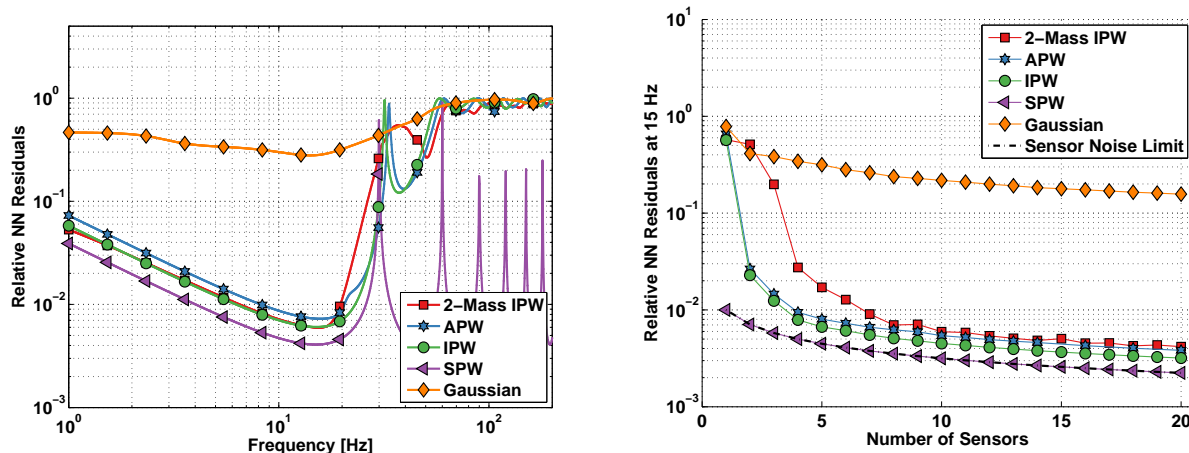 Relative NN Residuals
10^0
10^-1
10^-2
10^-3
10^0
10^1
10^2
Frequency [Hz]
2-Mass IPW
APW
IPW
SPW
Gaussian
Relative NN Residuals at 15 Hz
10^1
10^0
10^-1
10^-2
10^-3
0
5
10
15
20
Number of Sensors
2-Mass IPW
APW
IPW
SPW
Gaussian
Sensor Noise Limit